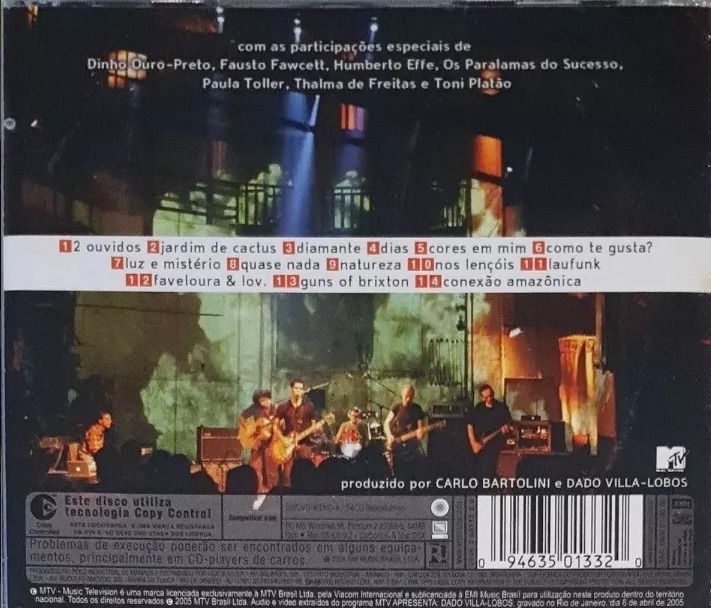 com as participações especiais de
Dinho Ouro-Preto, Fausto Fawcett, Humberto Effe, Os Paralamas do Sucesso,
Paula Toller, Thalma de Freitas e Toni Platão
1 2 ouvidos 2 jardim de cactus 3 diamante 4 dias 5 cores em mim 6 como te gusta?
7 luz e mistério 8 quase nada 9 natureza 10 nos lençóis 11 laufunk
12 faveloura & lov. 13 guns of brixton 14 conexão amazônica
MTV
produzido por CARLO BARTOLINI e DADO VILLA-LOBOS
Este disco utiliza
tecnologia Copy Control
Copy
Controlled
Compatível com
Problemas de execução poderão ser encontrados em alguns equipa-
mentos, principalmente em CD-players de carros.
0 94635 01332 0
MTV - Music Television é uma marca licenciada exclusivamente à MTV Brasil Ltda. pela Viacom International e sublicenciada à EMI Music Brasil Ltda. para utilização neste produto dentro do território
nacional. Todos os direitos reservados ℗ 2005 MTV Brasil Ltda. Áudio e vídeo extraídos do programa MTV APRESENTA: DADO VILLA-LOBOS, gravado no Rio de Janeiro, dia 6 de abril de 2005.